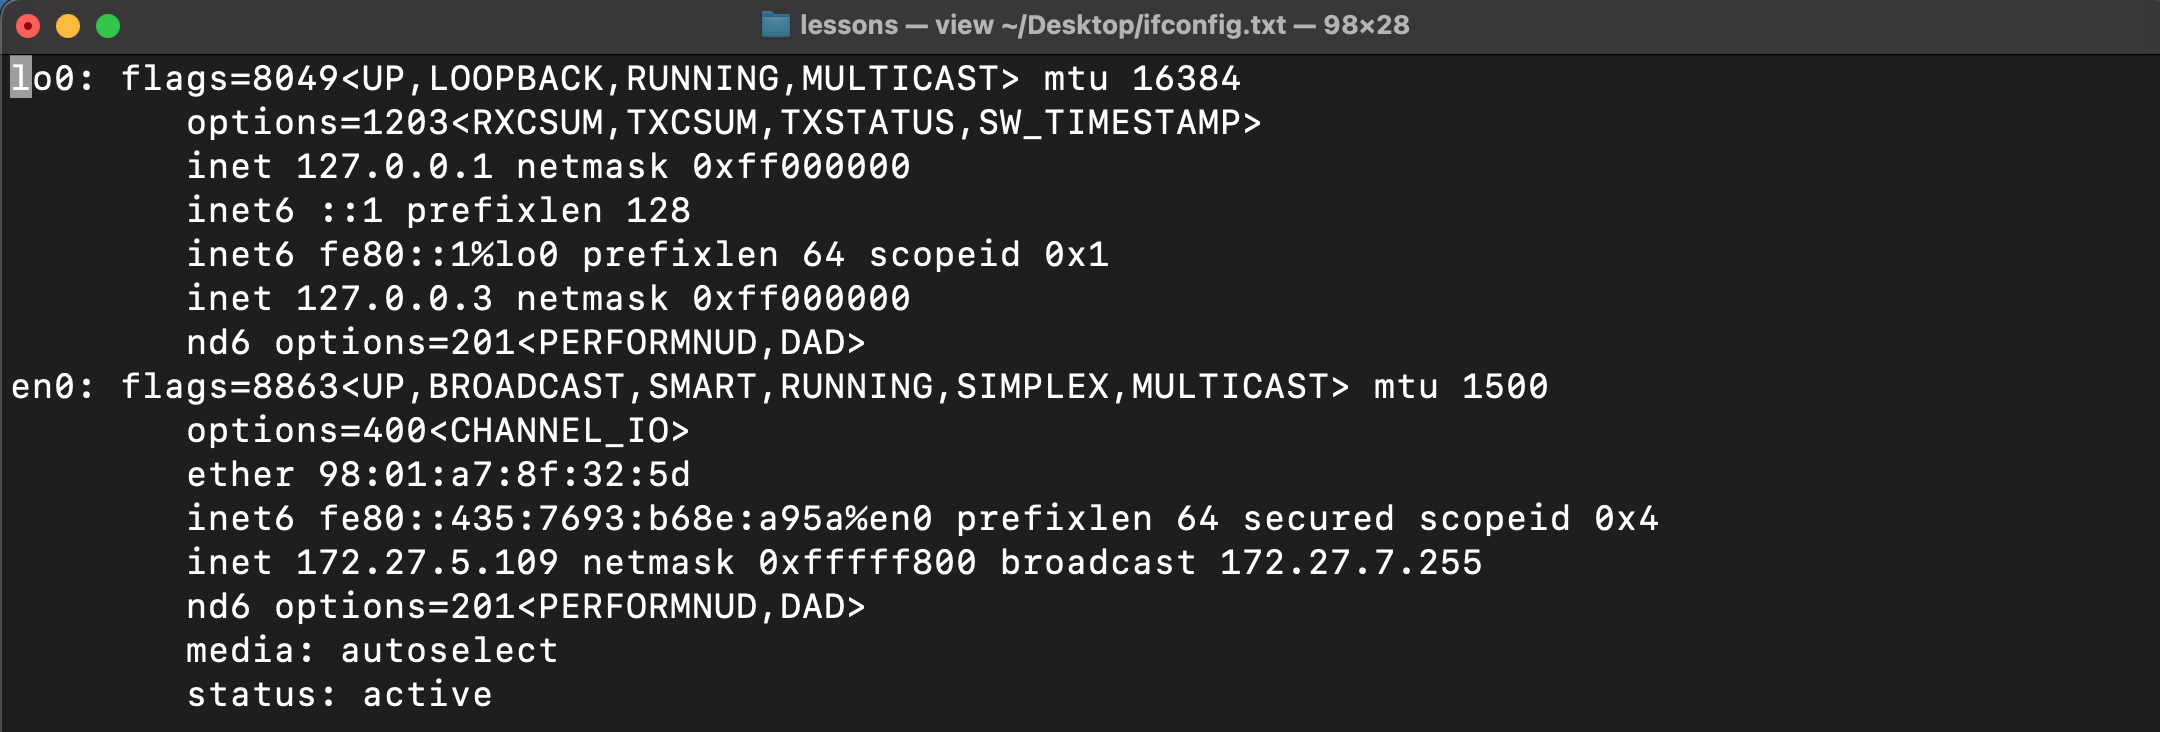 lessons — view ~/Desktop/ifconfig.txt — 98×28
lo0: flags=8049<UP,LOOPBACK,RUNNING,MULTICAST> mtu 16384
        options=1203<RXCSUM,TXCSUM,TXSTATUS,SW_TIMESTAMP>
        inet 127.0.0.1 netmask 0xff000000
        inet6 ::1 prefixlen 128
        inet6 fe80::1%lo0 prefixlen 64 scopeid 0x1
        inet 127.0.0.3 netmask 0xff000000
        nd6 options=201<PERFORMNUD,DAD>
en0: flags=8863<UP,BROADCAST,SMART,RUNNING,SIMPLEX,MULTICAST> mtu 1500
        options=400<CHANNEL_IO>
        ether 98:01:a7:8f:32:5d
        inet6 fe80::435:7693:b68e:a95a%en0 prefixlen 64 secured scopeid 0x4
        inet 172.27.5.109 netmask 0xfffff800 broadcast 172.27.7.255
        nd6 options=201<PERFORMNUD,DAD>
        media: autoselect
        status: active